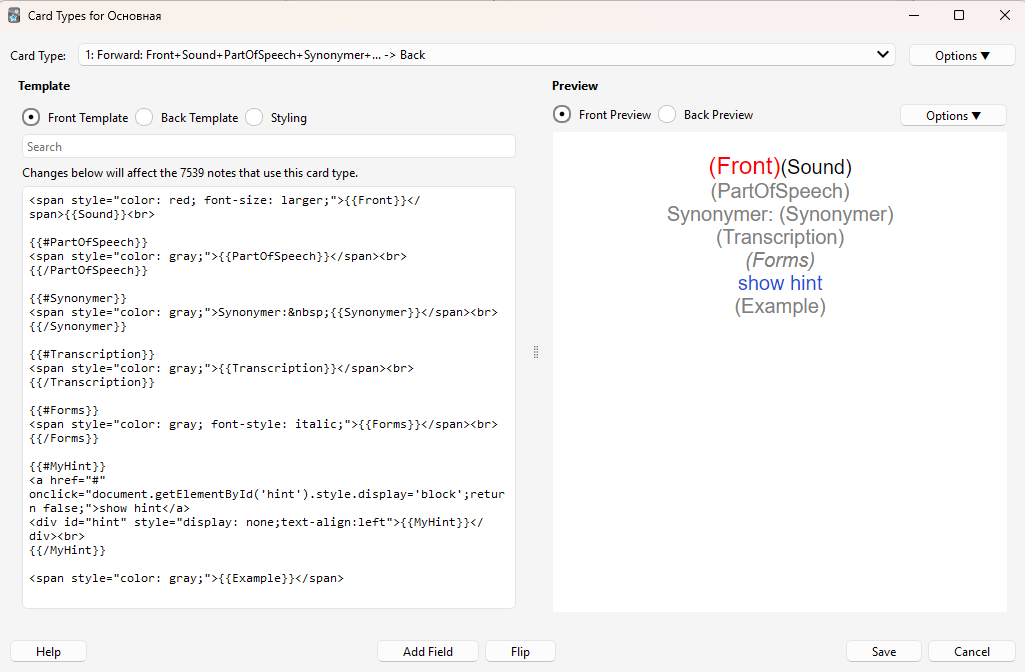 Card Types for Основная
Card Type:
1: Forward: Front+Sound+PartOfSpeech+Synonymer+... -> Back
Options ▼
Template
Front Template
Back Template
Styling
Search
Changes below will affect the 7539 notes that use this card type.
<span style="color: red; font-size: larger;">{{Front}}</
span>{{Sound}}<br>
{{#PartOfSpeech}}
<span style="color: gray;">{{PartOfSpeech}}</span><br>
{{/PartOfSpeech}}
{{#Synonymer}}
<span style="color: gray;">Synonymer:&nbsp;{{Synonymer}}</span><br>
{{/Synonymer}}
{{#Transcription}}
<span style="color: gray;">{{Transcription}}</span><br>
{{/Transcription}}
{{#Forms}}
<span style="color: gray; font-style: italic;">{{Forms}}</span><br>
{{/Forms}}
{{#MyHint}}
<a href="#"
onclick="document.getElementById('hint').style.display='block';retur
n false;">show hint</a>
<div id="hint" style="display: none;text-align:left">{{MyHint}}</
div><br>
{{/MyHint}}
<span style="color: gray;">{{Example}}</span>
Preview
Front Preview
Back Preview
Options ▼
(Front)(Sound)
(PartOfSpeech)
Synonymer: (Synonymer)
(Transcription)
(Forms)
show hint
(Example)
Help
Add Field
Flip
Save
Cancel